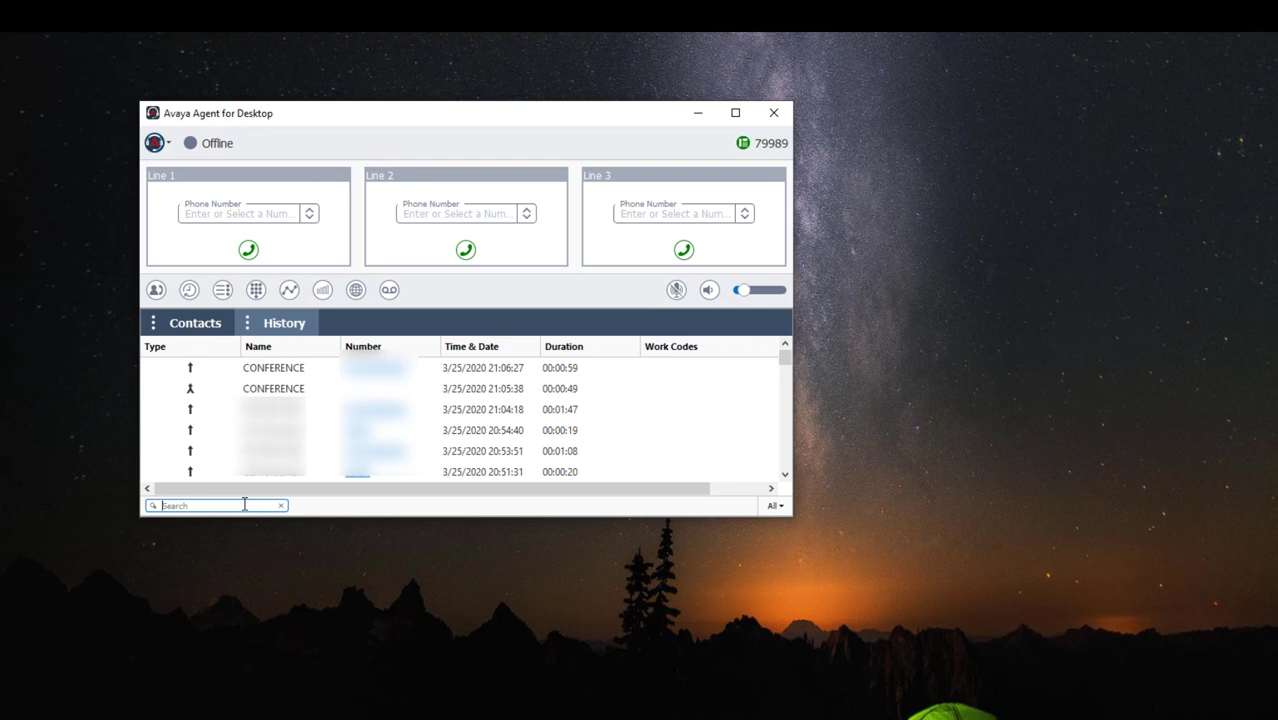 Avaya Agent for Desktop
Offline
79989
Line 1
Line 2
Line 3
Phone Number
Phone Number
Phone Number
Enter or Select a Num...
Enter or Select a Num...
Enter or Select a Num...
Contacts
History
Type Name Number Time & Date Duration Work Codes
CONFERENCE 3/25/2020 21:06:27 00:00:59
CONFERENCE 3/25/2020 21:05:38 00:00:49
3/25/2020 21:04:18 00:01:47
3/25/2020 20:54:40 00:00:19
3/25/2020 20:53:51 00:01:08
3/25/2020 20:51:31 00:00:20
Search
All